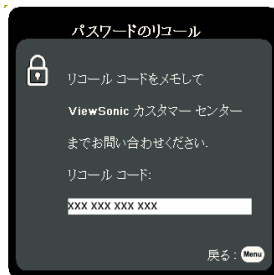 パスワードのリコール
リコール コードをメモして
ViewSonic カスタマー センター
までお問い合わせください.
リコール コード:
XXX XXX XXX XXX
戻る: Menu